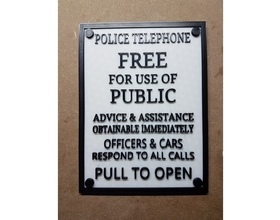 POLICE TELEPHONE
FREE
FOR USE OF
PUBLIC
ADVICE & ASSISTANCE
OBTAINABLE IMMEDIATELY
OFFICERS & CARS
RESPOND TO ALL CALLS
PULL TO OPEN